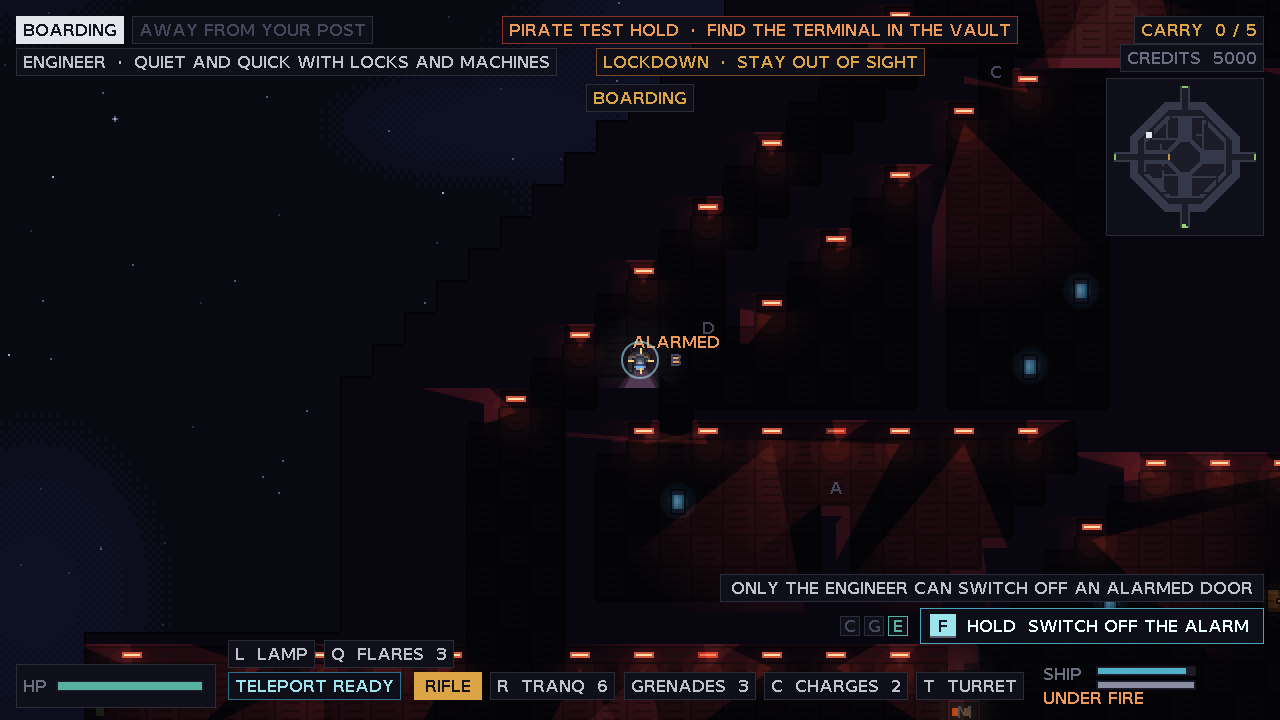 BOARDING AWAY FROM YOUR POST PIRATE TEST HOLD · FIND THE TERMINAL IN THE VAULT CARRY 0 / 5
ENGINEER · QUIET AND QUICK WITH LOCKS AND MACHINES LOCKDOWN · STAY OUT OF SIGHT CREDITS 5000
C
BOARDING
D
ALARMED
B
A
ONLY THE ENGINEER CAN SWITCH OFF AN ALARMED DOOR
C G E F HOLD SWITCH OFF THE ALARM
L LAMP Q FLARES 3
HP TELEPORT READY RIFLE R TRANQ 6 GRENADES 3 C CHARGES 2 T TURRET SHIP
UNDER FIRE
M